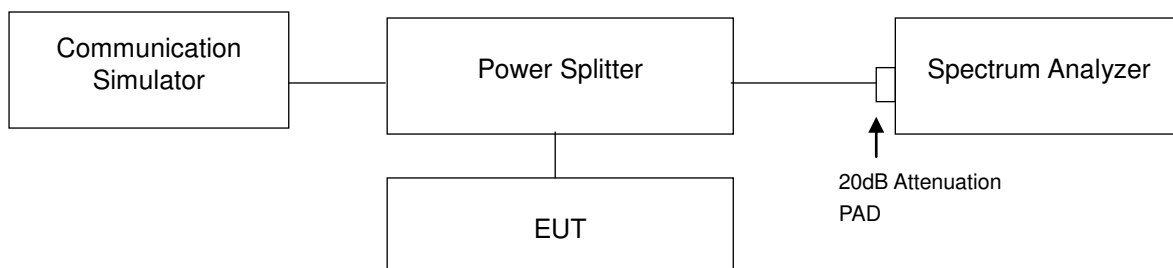 Communication
Simulator
Power Splitter
Spectrum Analyzer
20dB Attenuation
PAD
EUT